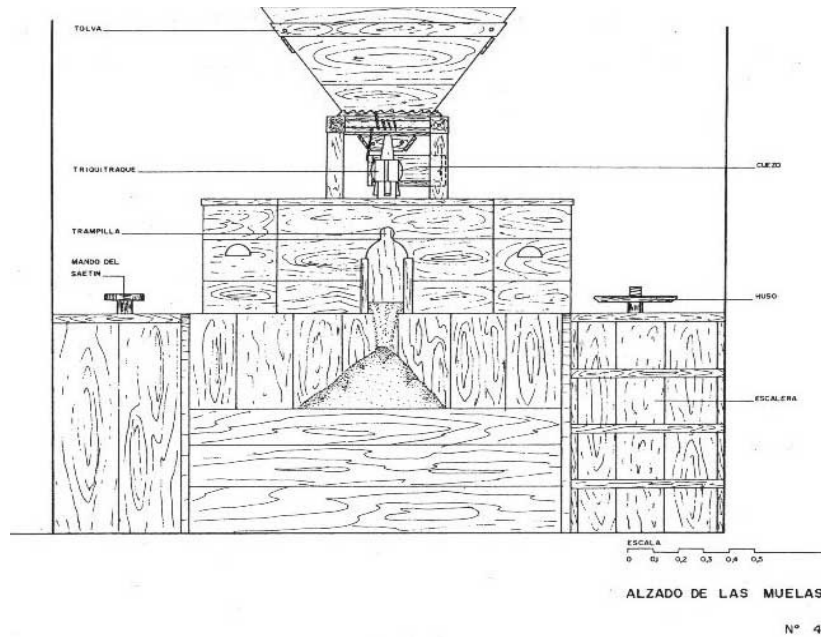 TOLVA
TRIQUITRAQUE
CUEZO
TRAMPILLA
MANDO DEL
SAETIN
HUSO
ESCALERA
ESCALA
0 0,1 0,2 0,3 0,4 0,5
ALZADO DE LAS MUELAS
Nº 4